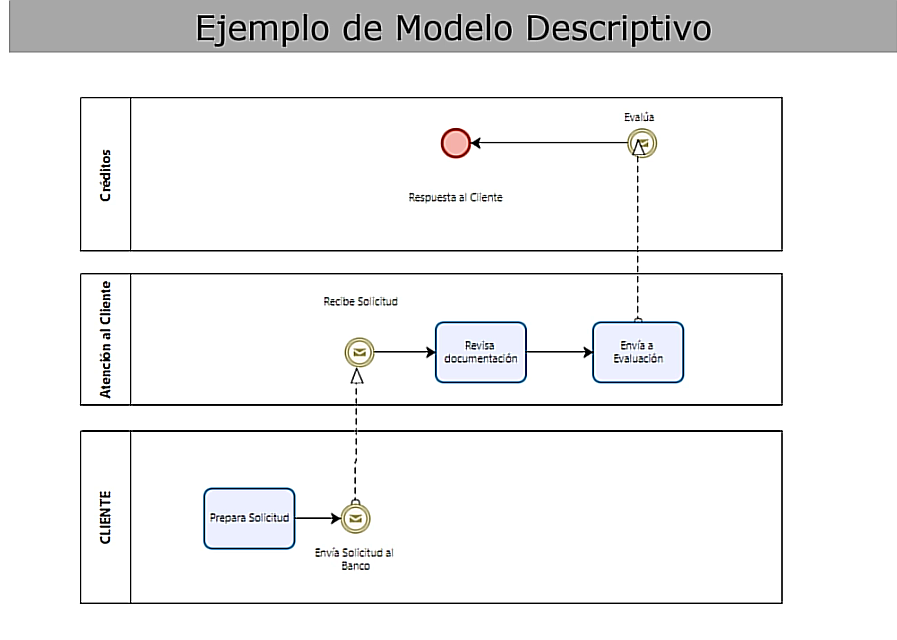 Ejemplo de Modelo Descriptivo
Créditos
Evalúa
Respuesta al Cliente
Atención al Cliente
Recibe Solicitud
Revisa
documentación
Envía a
Evaluación
CLIENTE
Prepara Solicitud
Envía Solicitud al
Banco